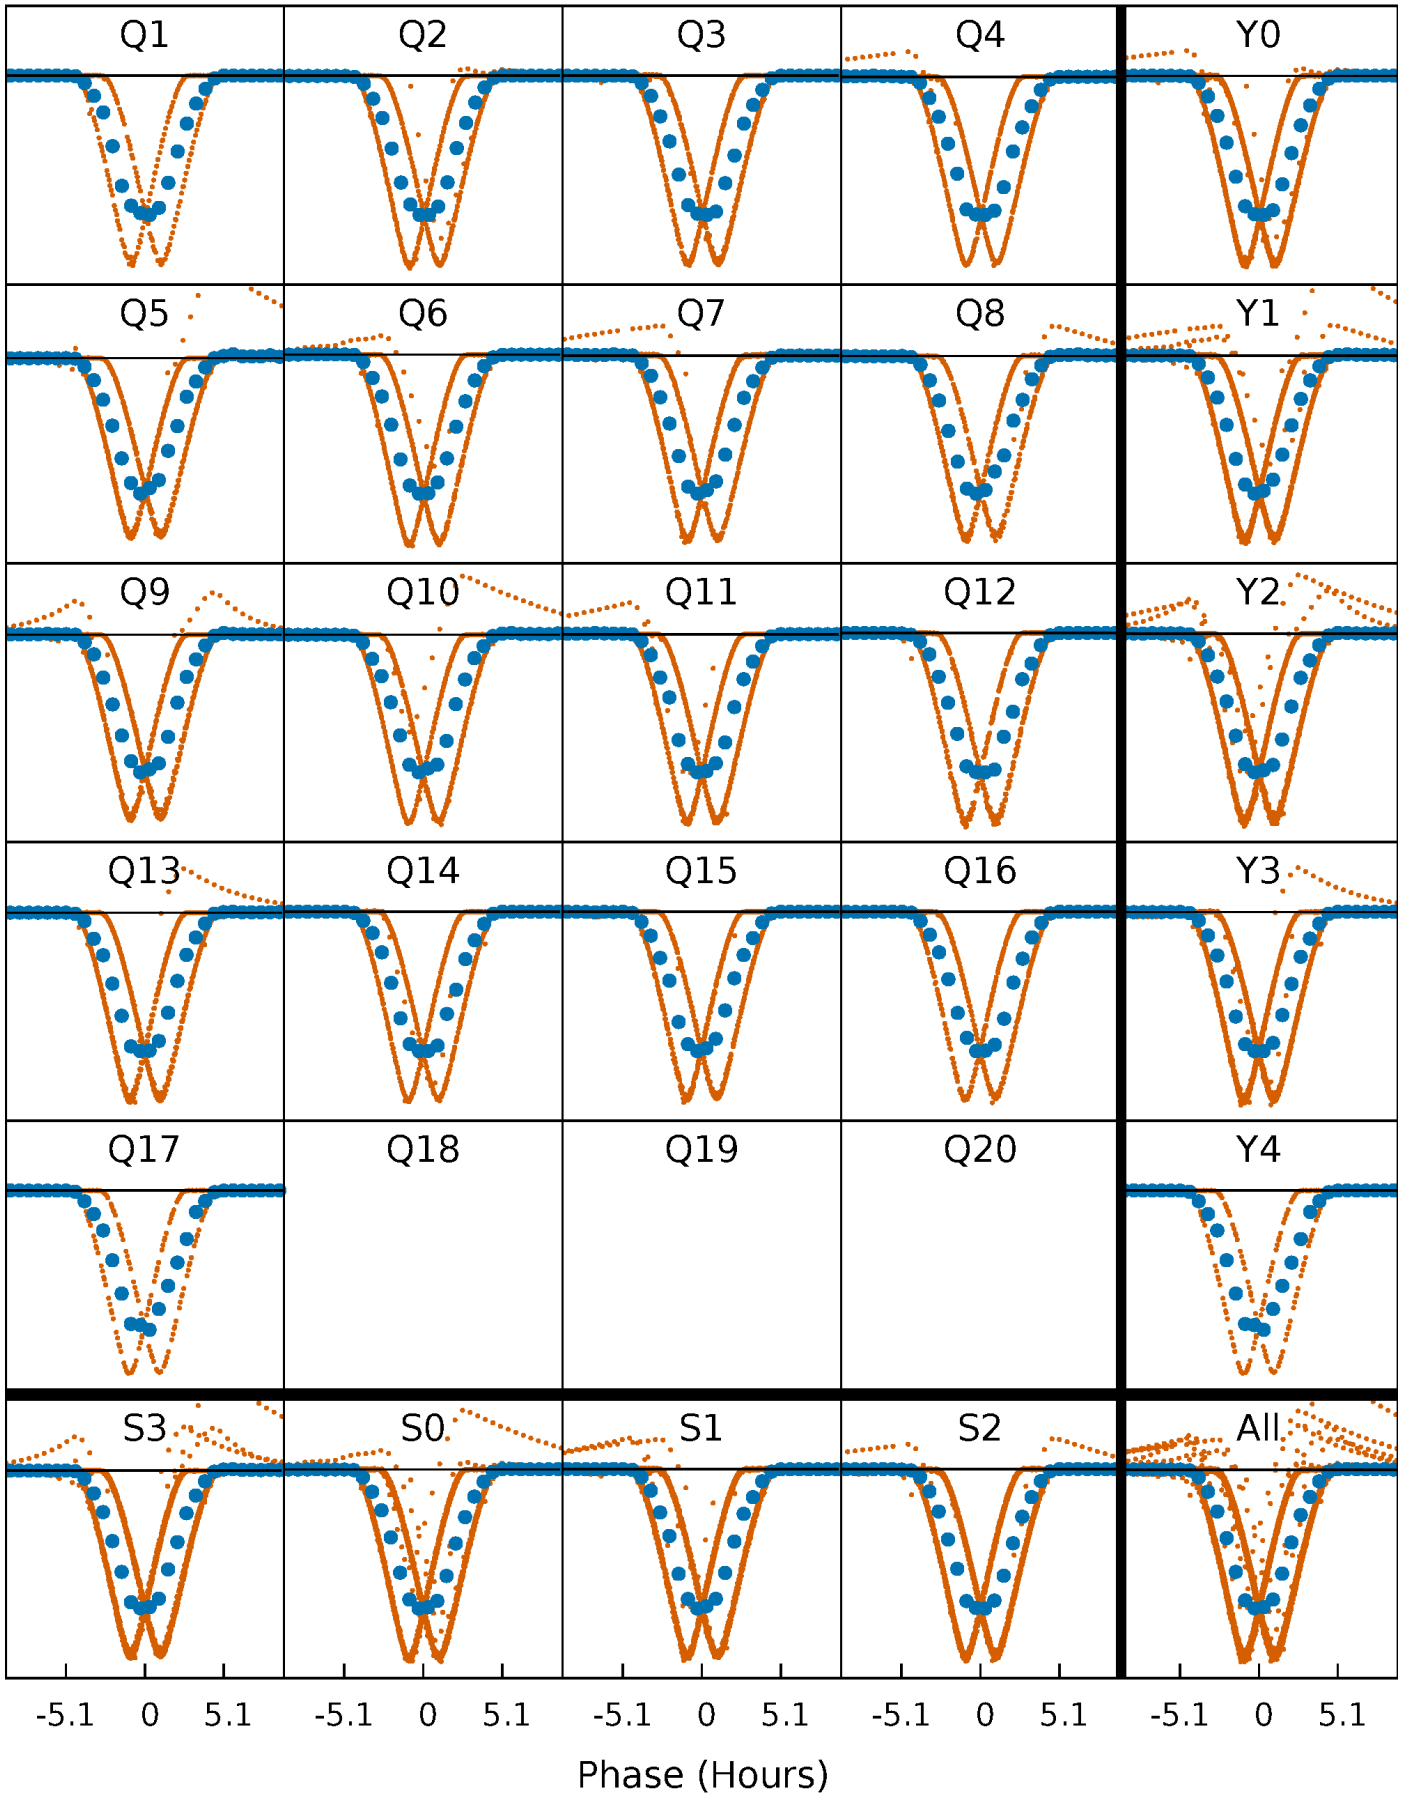 Q1 Q2 Q3 Q4 Y0
Q5 Q6 Q7 Q8 Y1
Q9 Q10 Q11 Q12 Y2
Q13 Q14 Q15 Q16 Y3
Q17 Q18 Q19 Q20 Y4
S3 S0 S1 S2 All
-5.1 0 5.1 -5.1 0 5.1 -5.1 0 5.1 -5.1 0 5.1 -5.1 0 5.1
Phase (Hours)